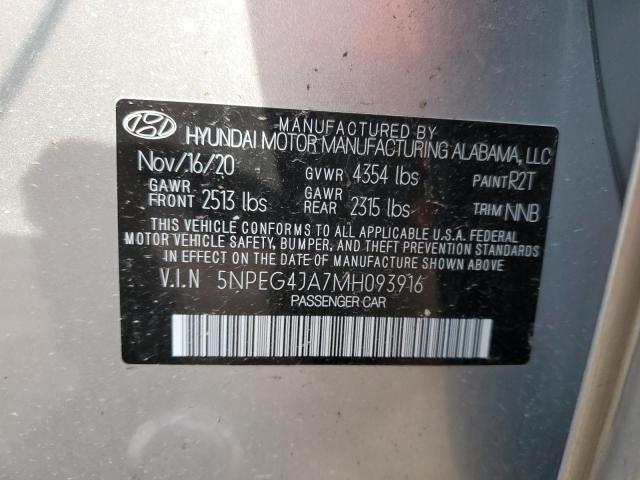 MANUFACTURED BY
HYUNDAI MOTOR MANUFACTURING ALABAMA, LLC
Nov/16/20 GVWR 4354 lbs PAINT R2T
GAWR FRONT 2513 lbs GAWR REAR 2315 lbs TRIM NNB
THIS VEHICLE CONFORMS TO ALL APPLICABLE U.S.A. FEDERAL
MOTOR VEHICLE SAFETY, BUMPER, AND THEFT PREVENTION STANDARDS
IN EFFECT ON THE DATE OF MANUFACTURE SHOWN ABOVE
V.I.N 5NPEG4JA7MH093916
PASSENGER CAR